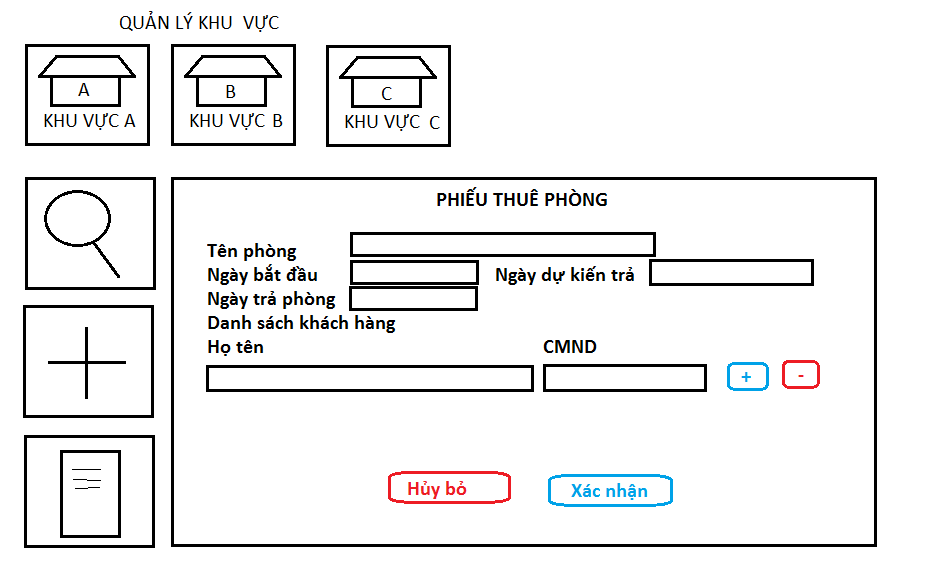 QUẢN LÝ KHU VỰC
A
B
C
KHU VỰC A
KHU VỰC B
KHU VỰC C
PHIẾU THUÊ PHÒNG
Tên phòng
Ngày bắt đầu Ngày dự kiến trả
Ngày trả phòng
Danh sách khách hàng
Họ tên CMND
+ -
Hủy bỏ Xác nhận